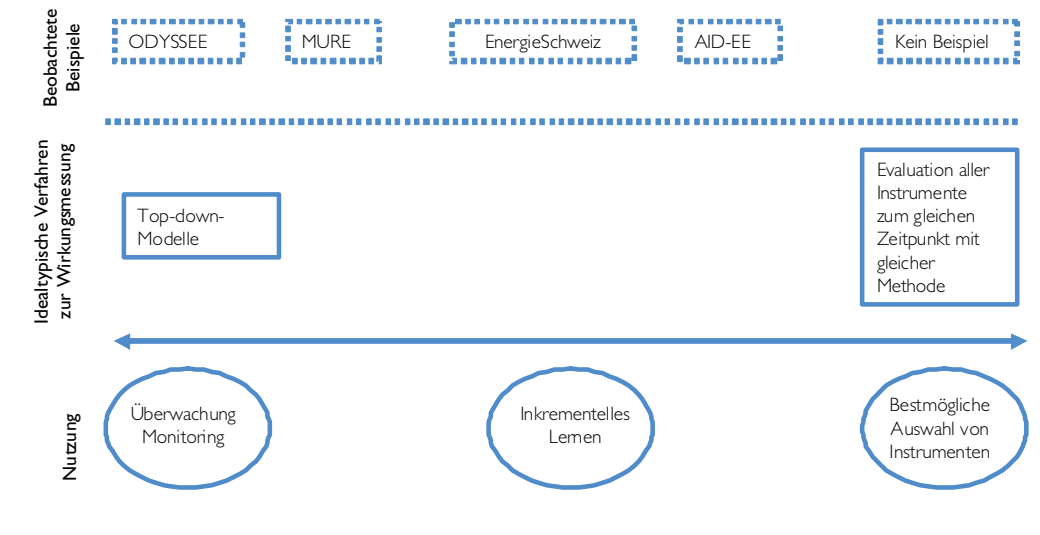 Beobachtete
Beispiele
ODYSSEE
MURE
EnergieSchweiz
AID-EE
Kein Beispiel
Idealtypische Verfahren
zur Wirkungsmessung
Top-down-
Modelle
Evaluation aller
Instrumente
zum gleichen
Zeitpunkt mit
gleicher
Methode
Nutzung
Überwachung
Monitoring
Inkrementelles
Lernen
Bestmögliche
Auswahl von
Instrumenten